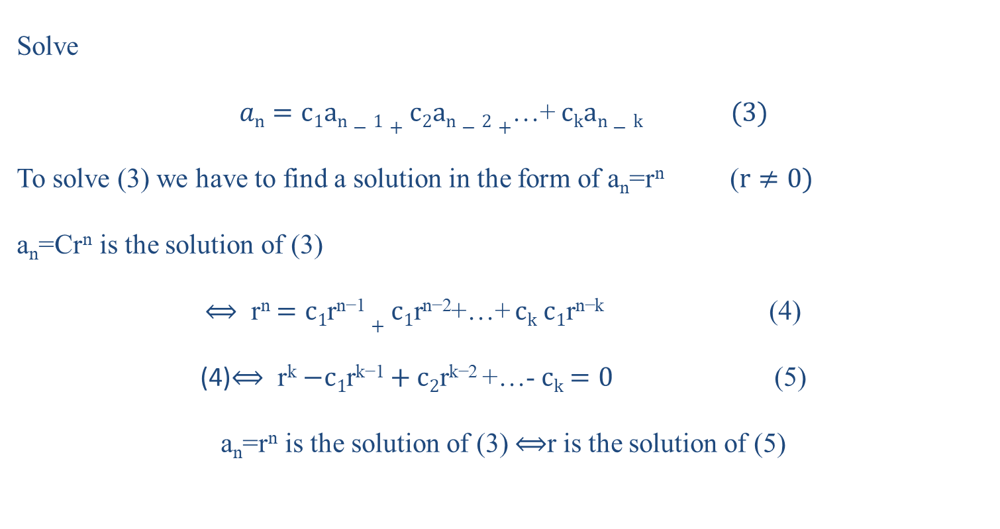 Solve
aₙ = c₁aₙ ₋ ₁ ₊ c₂aₙ ₋ ₂ ₊…+ cₖaₙ ₋ ₖ (3)
To solve (3) we have to find a solution in the form of aₙ=rⁿ (r ≠ 0)
aₙ=Crⁿ is the solution of (3)
⟺ rⁿ = c₁rⁿ⁻¹ ₊ c₁rⁿ⁻²+…+ cₖ c₁rⁿ⁻ᵏ (4)
(4)⟺ rᵏ −c₁rᵏ⁻¹ + c₂rᵏ⁻² +…- cₖ = 0 (5)
aₙ=rⁿ is the solution of (3) ⟺r is the solution of (5)